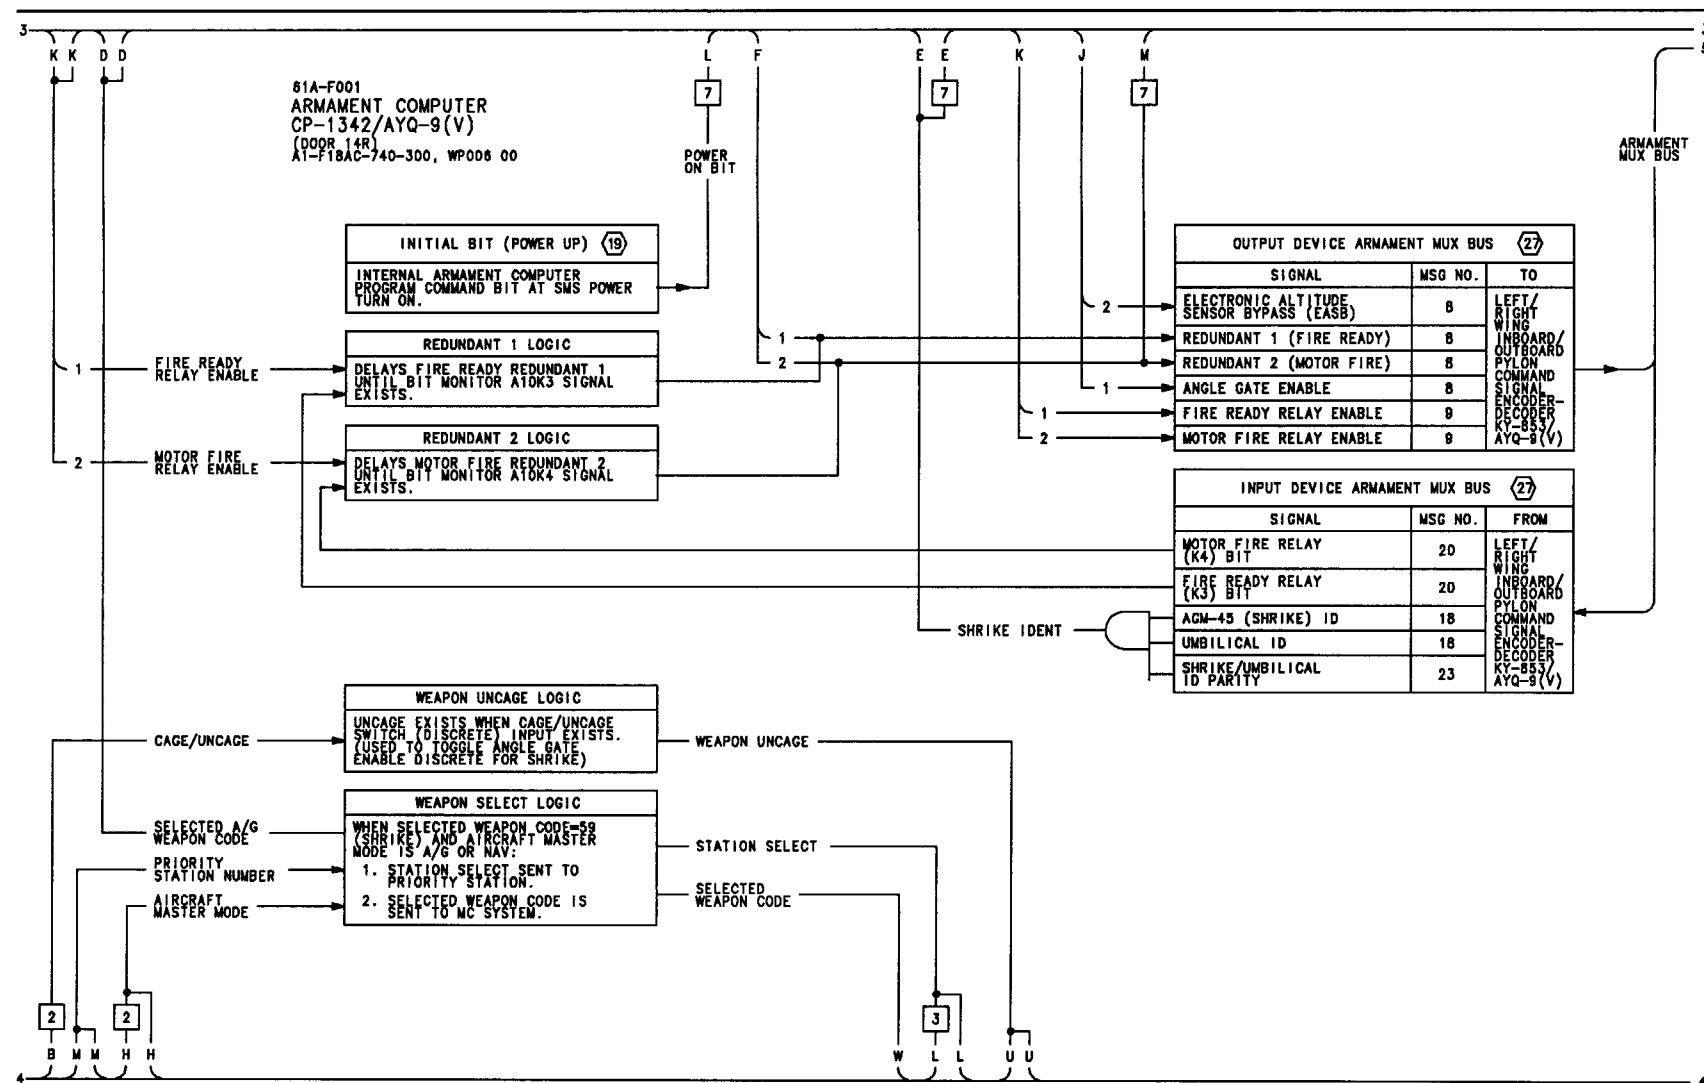 3
K K D D L F E E K J M
7 7 7
61A-F001
ARMAMENT COMPUTER
CP-1342/AYQ-9(V)
(DOOR 14R)
A1-F18AC-740-300, WP006 00
POWER
ON BIT
ARMAMENT
MUX BUS
INITIAL BIT (POWER UP) 19
INTERNAL ARMAMENT COMPUTER
PROGRAM COMMAND BIT AT SMS POWER
TURN ON.
REDUNDANT 1 LOGIC
1
FIRE READY
RELAY ENABLE
DELAYS FIRE READY REDUNDANT 1
UNTIL BIT MONITOR A10K3 SIGNAL
EXISTS.
REDUNDANT 2 LOGIC
2
MOTOR FIRE
RELAY ENABLE
DELAYS MOTOR FIRE REDUNDANT 2
UNTIL BIT MONITOR A10K4 SIGNAL
EXISTS.
OUTPUT DEVICE ARMAMENT MUX BUS 27
SIGNAL MSG NO. TO
2
ELECTRONIC ALTITUDE
SENSOR BYPASS (EASB) 8
1 REDUNDANT 1 (FIRE READY) 8
2 REDUNDANT 2 (MOTOR FIRE) 8
1 ANGLE GATE ENABLE 8
1 FIRE READY RELAY ENABLE 9
2 MOTOR FIRE RELAY ENABLE 9
LEFT/
RIGHT
WING
INBOARD/
OUTBOARD
PYLON
COMMAND
SIGNAL
ENCODER-
DECODER
KY-853/
AYQ-9(V)
INPUT DEVICE ARMAMENT MUX BUS 27
SIGNAL MSG NO. FROM
MOTOR FIRE RELAY
(K4) BIT 20
FIRE READY RELAY
(K3) BIT 20
SHRIKE IDENT
AGM-45 (SHRIKE) ID 18
UMBILICAL ID 18
SHRIKE/UMBILICAL
ID PARITY 23
LEFT/
RIGHT
WING
INBOARD/
OUTBOARD
PYLON
COMMAND
SIGNAL
ENCODER-
DECODER
KY-853/
AYQ-9(V)
WEAPON UNCAGE LOGIC
CAGE/UNCAGE
UNCAGE EXISTS WHEN CAGE/UNCAGE
SWITCH (DISCRETE) INPUT EXISTS.
(USED TO TOGGLE ANGLE GATE
ENABLE DISCRETE FOR SHRIKE)
WEAPON UNCAGE
WEAPON SELECT LOGIC
SELECTED A/G
WEAPON CODE
PRIORITY
STATION NUMBER
AIRCRAFT
MASTER MODE
WHEN SELECTED WEAPON CODE=59
(SHRIKE) AND AIRCRAFT MASTER
MODE IS A/G OR NAV:
1. STATION SELECT SENT TO
PRIORITY STATION.
2. SELECTED WEAPON CODE IS
SENT TO MC SYSTEM.
STATION SELECT
SELECTED
WEAPON CODE
2 2 3
B M M H H W L L U U
4